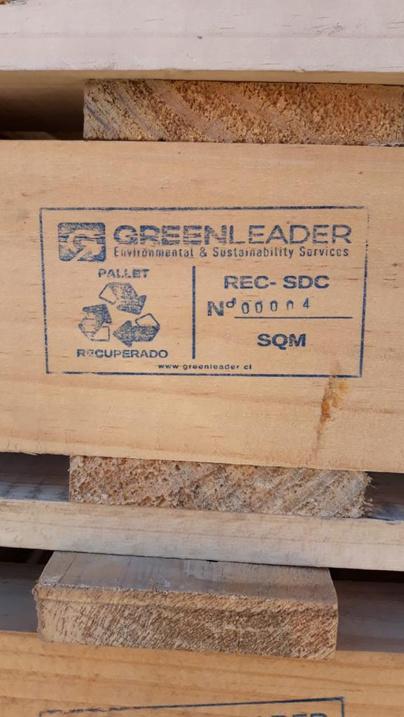 GREENLEADER
Environmental & Sustainability Services
PALLET
RECUPERADO
REC- SDC
Nº 00004
SQM
www.greenleader.cl